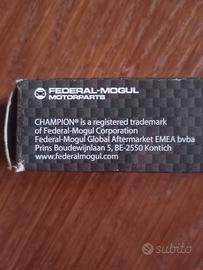 FEDERAL-MOGUL
MOTORPARTS
CHAMPION® is a registered trademark
of Federal-Mogul Corporation
Federal-Mogul Global Aftermarket EMEA bvba
Prins Boudewijnlaan 5, BE-2550 Kontich
www.federalmogul.com
subito